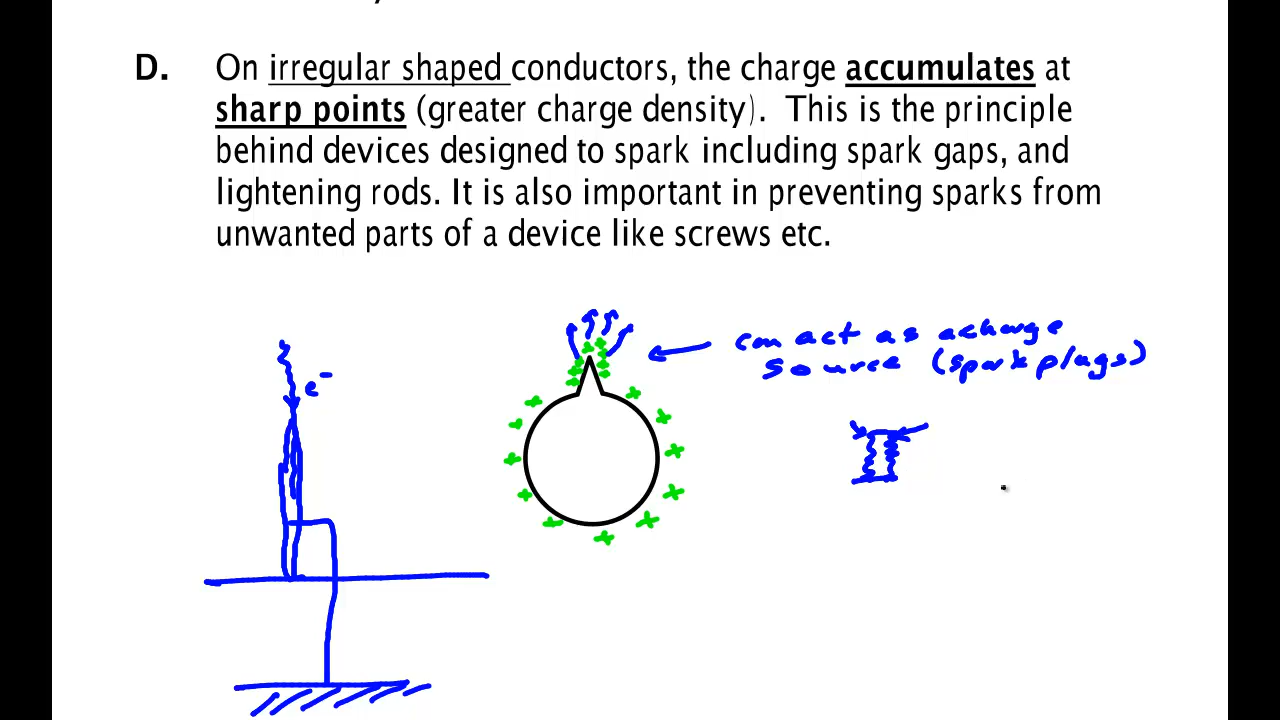 D. On irregular shaped conductors, the charge accumulates at
sharp points (greater charge density). This is the principle
behind devices designed to spark including spark gaps, and
lightening rods. It is also important in preventing sparks from
unwanted parts of a device like screws etc.
can act as a charge
source (spark plugs)
e-